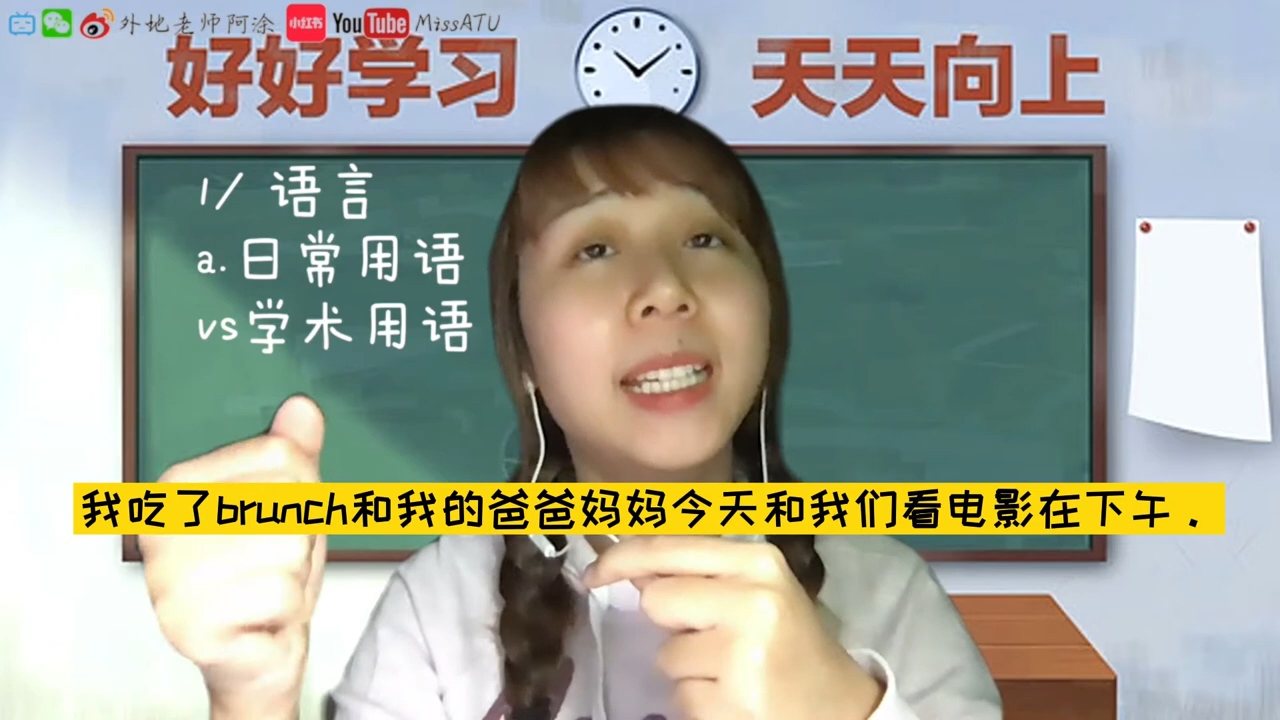 外地老师阿涂 小红书 YouTube MissATU
好好学习 天天向上
1/ 语言
a.日常用语
vs学术用语
我吃了brunch和我的爸爸妈妈今天和我们看电影在下午.